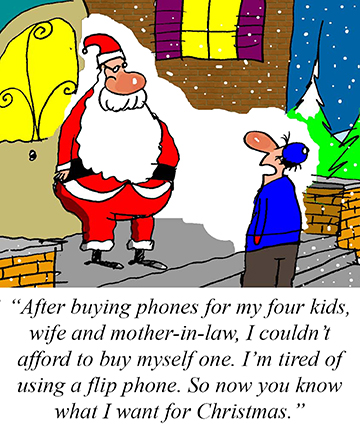 “After buying phones for my four kids,
wife and mother-in-law, I couldn’t
afford to buy myself one. I’m tired of
using a flip phone. So now you know
what I want for Christmas.”